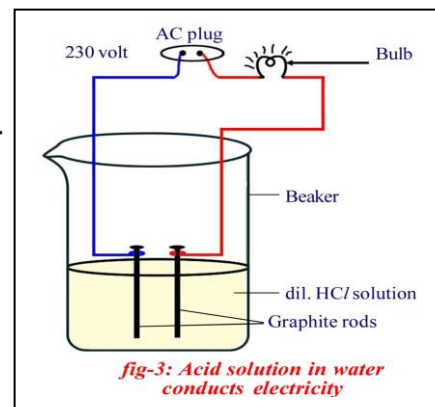 AC plug
230 volt
Bulb
Beaker
dil. HCl solution
Graphite rods
fig-3: Acid solution in water
conducts electricity